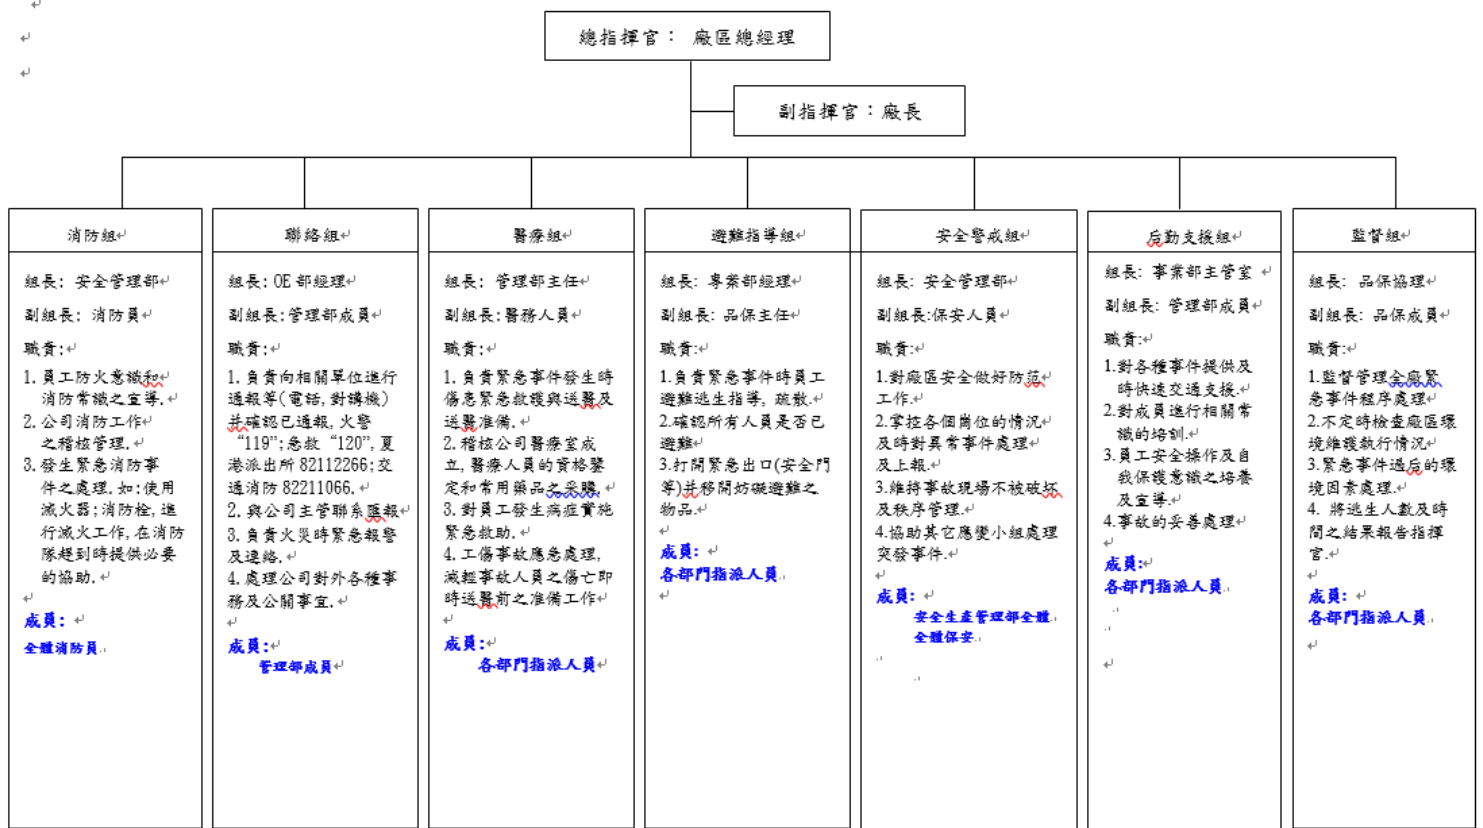 總指揮官： 廠區總經理
副指揮官：廠長
消防組
組長: 安全管理部
副組長: 消防員
職責:
1. 員工防火意識和
消防常識之宣導.
2. 公司消防工作
之稽核管理.
3. 發生緊急消防事
件之處理. 如:使用
滅火器;消防栓, 進
行滅火工作, 在消防
隊趕到時提供必要
的協助.
成員:
全體消防員
聯絡組
組長: OE 部經理
副組長:管理部成員
職責:
1. 負責向相關單位進行
通報等(電話, 對講機)
并確認已通報, 火警
“119”;急救 “120”, 夏
港派出所 82112266; 交
通消防 82211066.
2. 與公司主管聯系匯報
3. 負責火災時緊急報警
及連絡.
4. 處理公司對外各種事
務及公關事宜.
成員:
管理部成員
醫療組
組長: 管理部主任
副組長:醫務人員
職責:
1. 負責緊急事件發生時
傷患緊急救護與送醫及
送醫准備.
2. 稽核公司醫療室成
立, 醫療人員的資格鑒
定和常用藥品之采購.
3. 對員工發生病症實施
緊急救助.
4. 工傷事故應急處理,
減輕事故人員之傷亡即
時送醫前之准備工作
成員:
各部門指派人員
避難指導組
組長: 專案部經理
副組長: 品保主任
職責:
1.負責緊急事件時員工
避難逃生指導, 疏散.
2.確認所有人員是否已
避難
3.打開緊急出口(安全門
等)并移開妨礙避難之
物品.
成員:
各部門指派人員
安全警戒組
組長: 安全管理部
副組長:保安人員
職責:
1.對廠區安全做好防范
工作.
2.掌控各個崗位的情況
及時對異常事件處理
及上報.
3.維持事故現場不被破坏
及秩序管理.
4.協助其它應變小組處理
突發事件.
成員:
安全生產管理部全體
全體保安
后勤支援組
組長: 事業部主管室
副組長: 管理部成員
職責:
1.對各種事件提供及
時快速交通支援.
2.對成員進行相關常
識的培訓.
3.員工安全操作及自
我保護意識之培養
及宣導.
4.事故的妥善處理
成員:
各部門指派人員
監督組
組長: 品保協理
副組長: 品保成員
職責:
1.監督管理全廠緊
急事件程序處理
2.不定時檢查廠區環
境維護執行情況
3.緊急事件過后的環
境因素處理.
4. 將逃生人數及時
間之結果報告指揮
官.
成員:
各部門指派人員